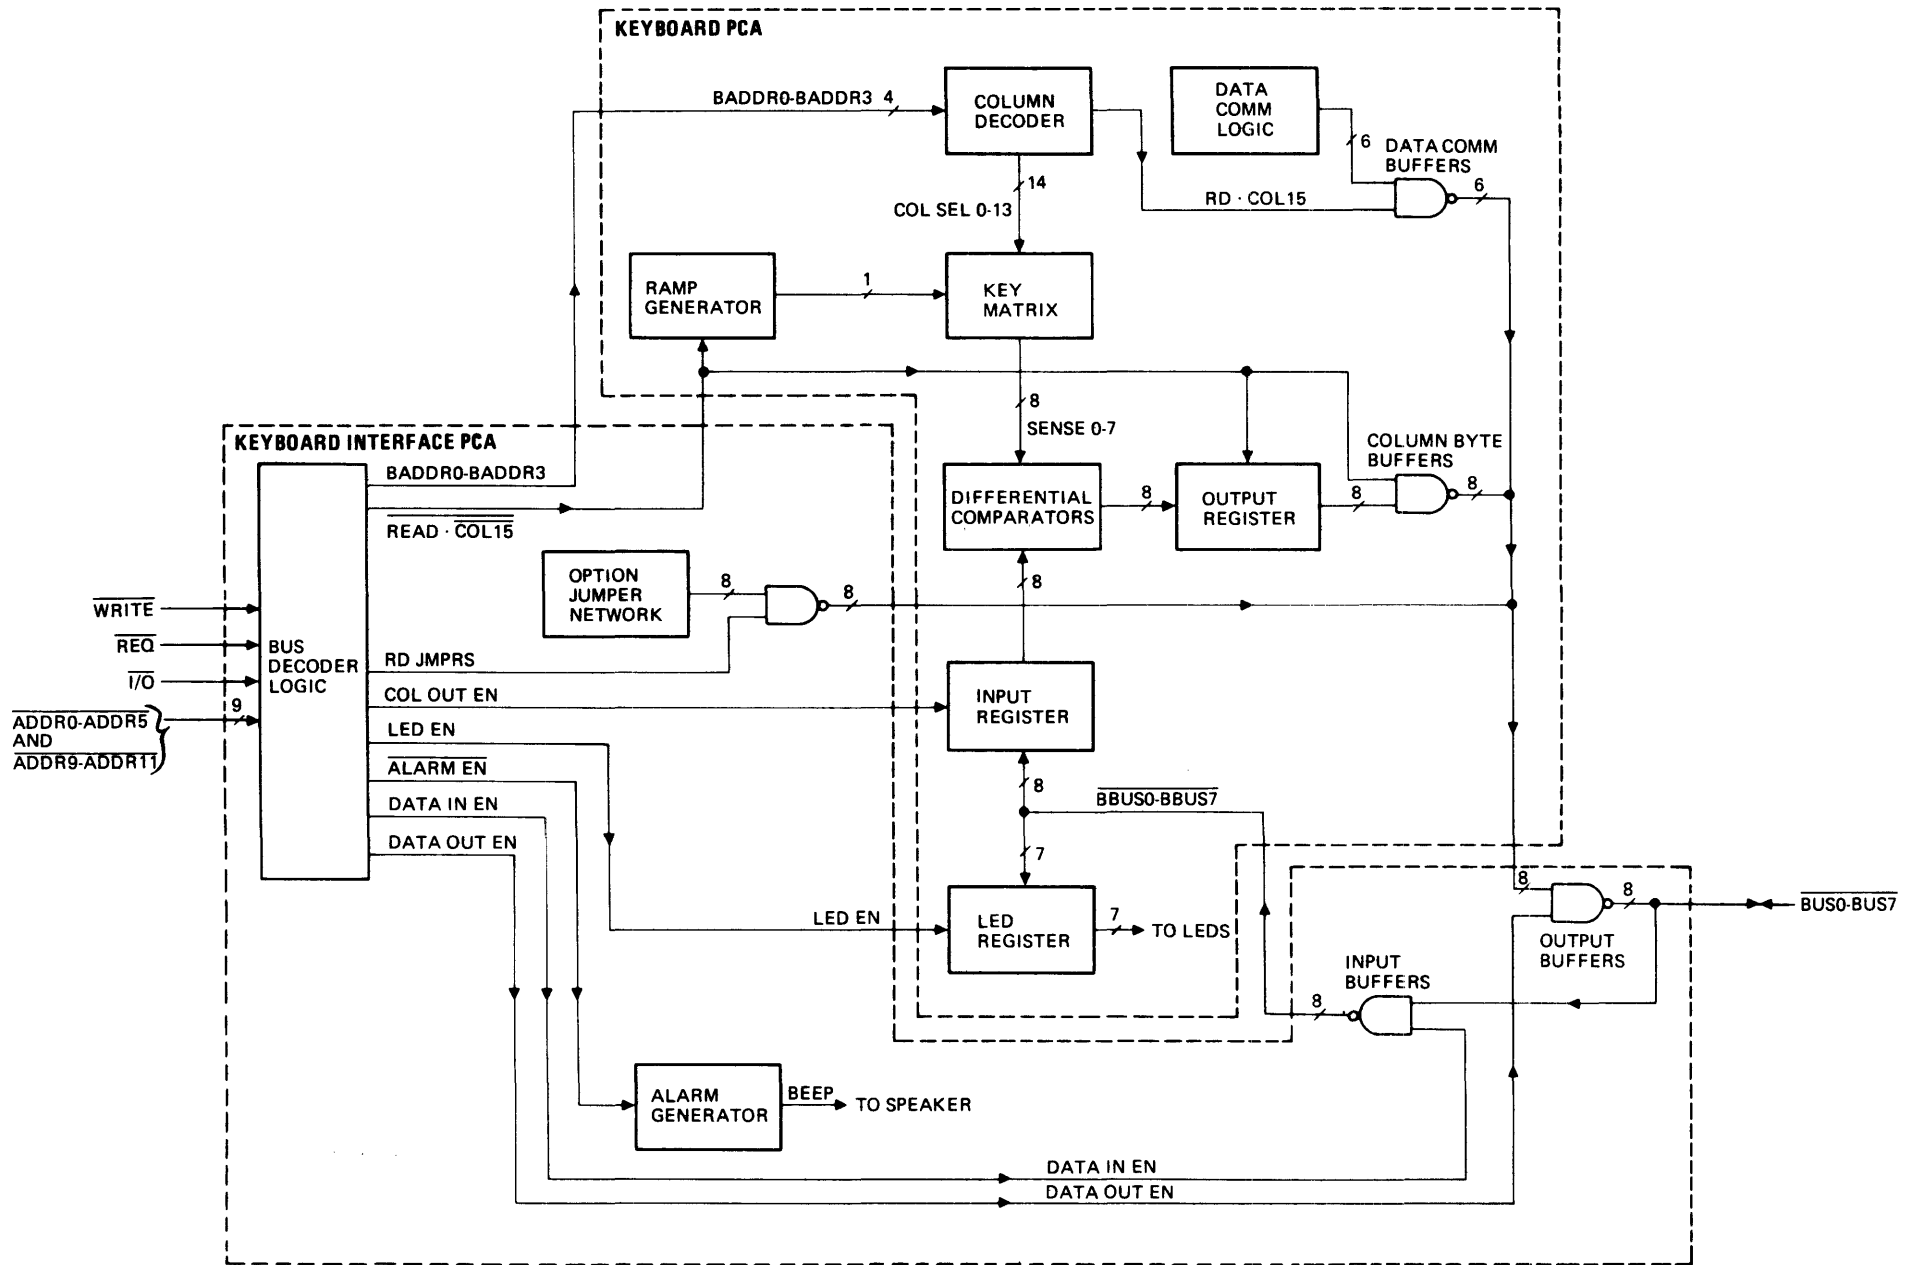 KEYBOARD PCA
BADDR0-BADDR3 4
COLUMN
DECODER
DATA
COMM
LOGIC
6
DATA COMM
BUFFERS
6
14
COL SEL 0-13
RD · COL15
RAMP
GENERATOR
1
KEY
MATRIX
8
SENSE 0-7
KEYBOARD INTERFACE PCA
BADDR0-BADDR3
READ · COL15
COLUMN BYTE
BUFFERS
DIFFERENTIAL
COMPARATORS
8
OUTPUT
REGISTER
8
8
OPTION
JUMPER
NETWORK
8
8
8
WRITE
REQ
I/O
9
ADDR0-ADDR5
AND
ADDR9-ADDR11
BUS
DECODER
LOGIC
RD JMPRS
COL OUT EN
LED EN
ALARM EN
DATA IN EN
DATA OUT EN
INPUT
REGISTER
8
BBUS0-BBUS7
7
LED EN
LED
REGISTER
7
TO LEDS
8
8
BUS0-BUS7
OUTPUT
BUFFERS
INPUT
BUFFERS
8
ALARM
GENERATOR
BEEP
TO SPEAKER
DATA IN EN
DATA OUT EN